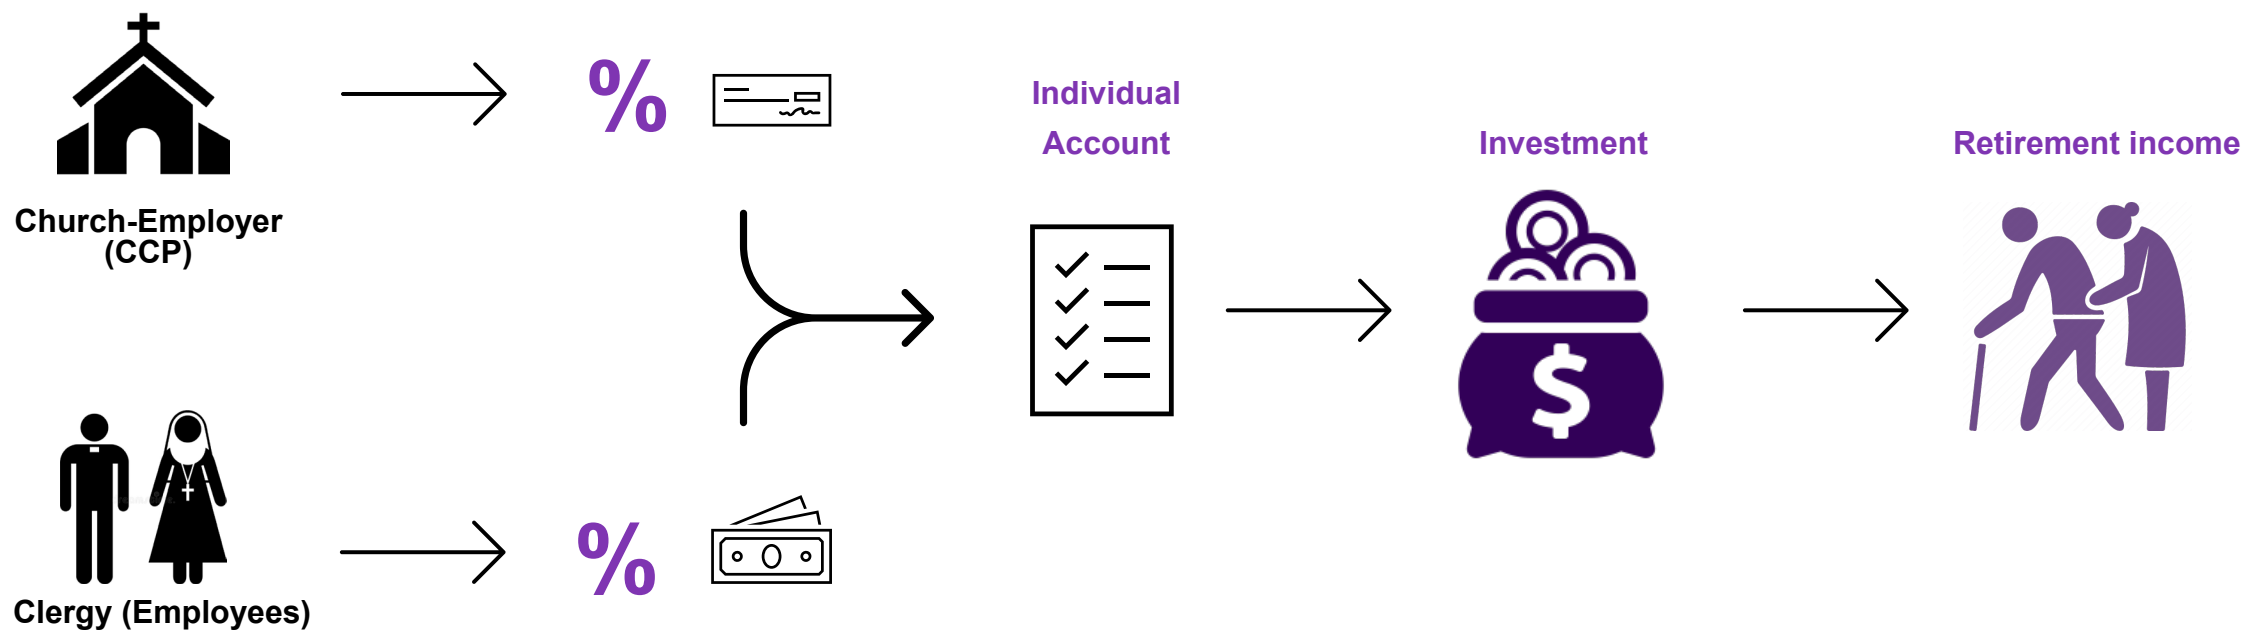 %
Individual
Account
Investment
Retirement income
Church-Employer
(CCP)
$
%
Clergy (Employees)